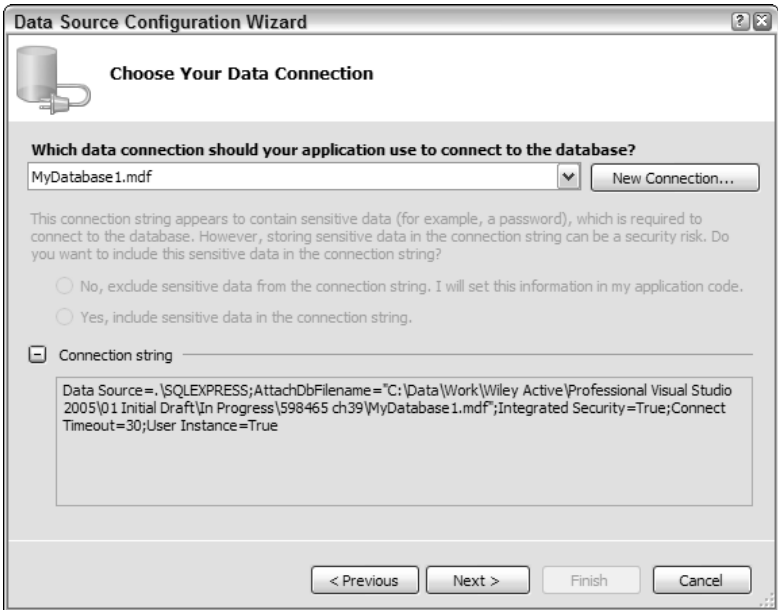 Data Source Configuration Wizard
Choose Your Data Connection
Which data connection should your application use to connect to the database?
MyDatabase1.mdf
New Connection...
This connection string appears to contain sensitive data (for example, a password), which is required to
connect to the database. However, storing sensitive data in the connection string can be a security risk. Do
you want to include this sensitive data in the connection string?
No, exclude sensitive data from the connection string. I will set this information in my application code.
Yes, include sensitive data in the connection string.
Connection string
Data Source=.\SQLEXPRESS;AttachDbFilename="C:\Data\Work\Wiley Active\Professional Visual Studio
2005\01 Initial Draft\In Progress\598465 ch39\MyDatabase1.mdf";Integrated Security=True;Connect
Timeout=30;User Instance=True
< Previous
Next >
Finish
Cancel